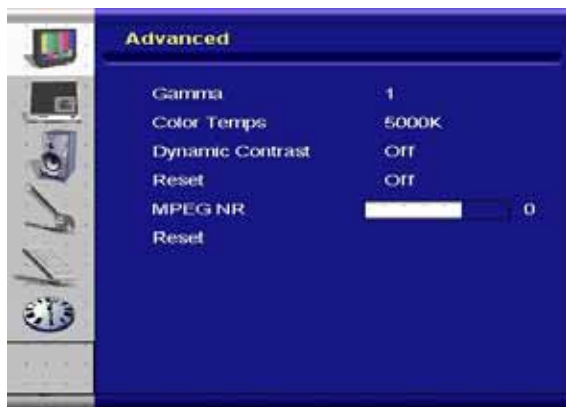 Advanced
Gamma 1
Color Temps 5000K
Dynamic Contrast Off
Reset Off
MPEG NR 0
Reset